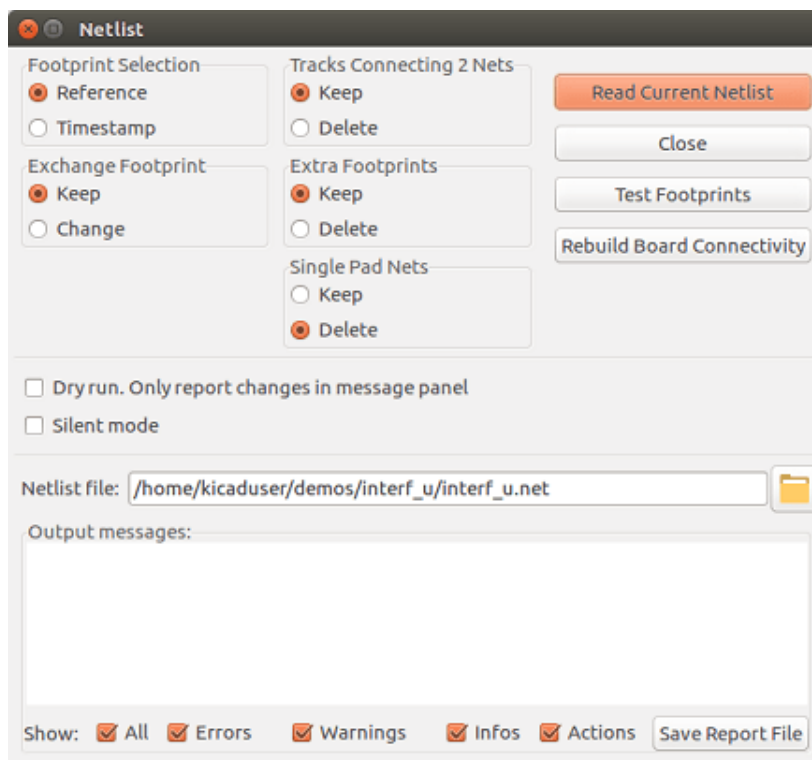 Netlist
Footprint Selection
Reference
Timestamp
Exchange Footprint
Keep
Change
Tracks Connecting 2 Nets
Keep
Delete
Extra Footprints
Keep
Delete
Single Pad Nets
Keep
Delete
Read Current Netlist
Close
Test Footprints
Rebuild Board Connectivity
Dry run. Only report changes in message panel
Silent mode
Netlist file: /home/kicaduser/demos/interf_u/interf_u.net
Output messages:
Show: All Errors Warnings Infos Actions Save Report File